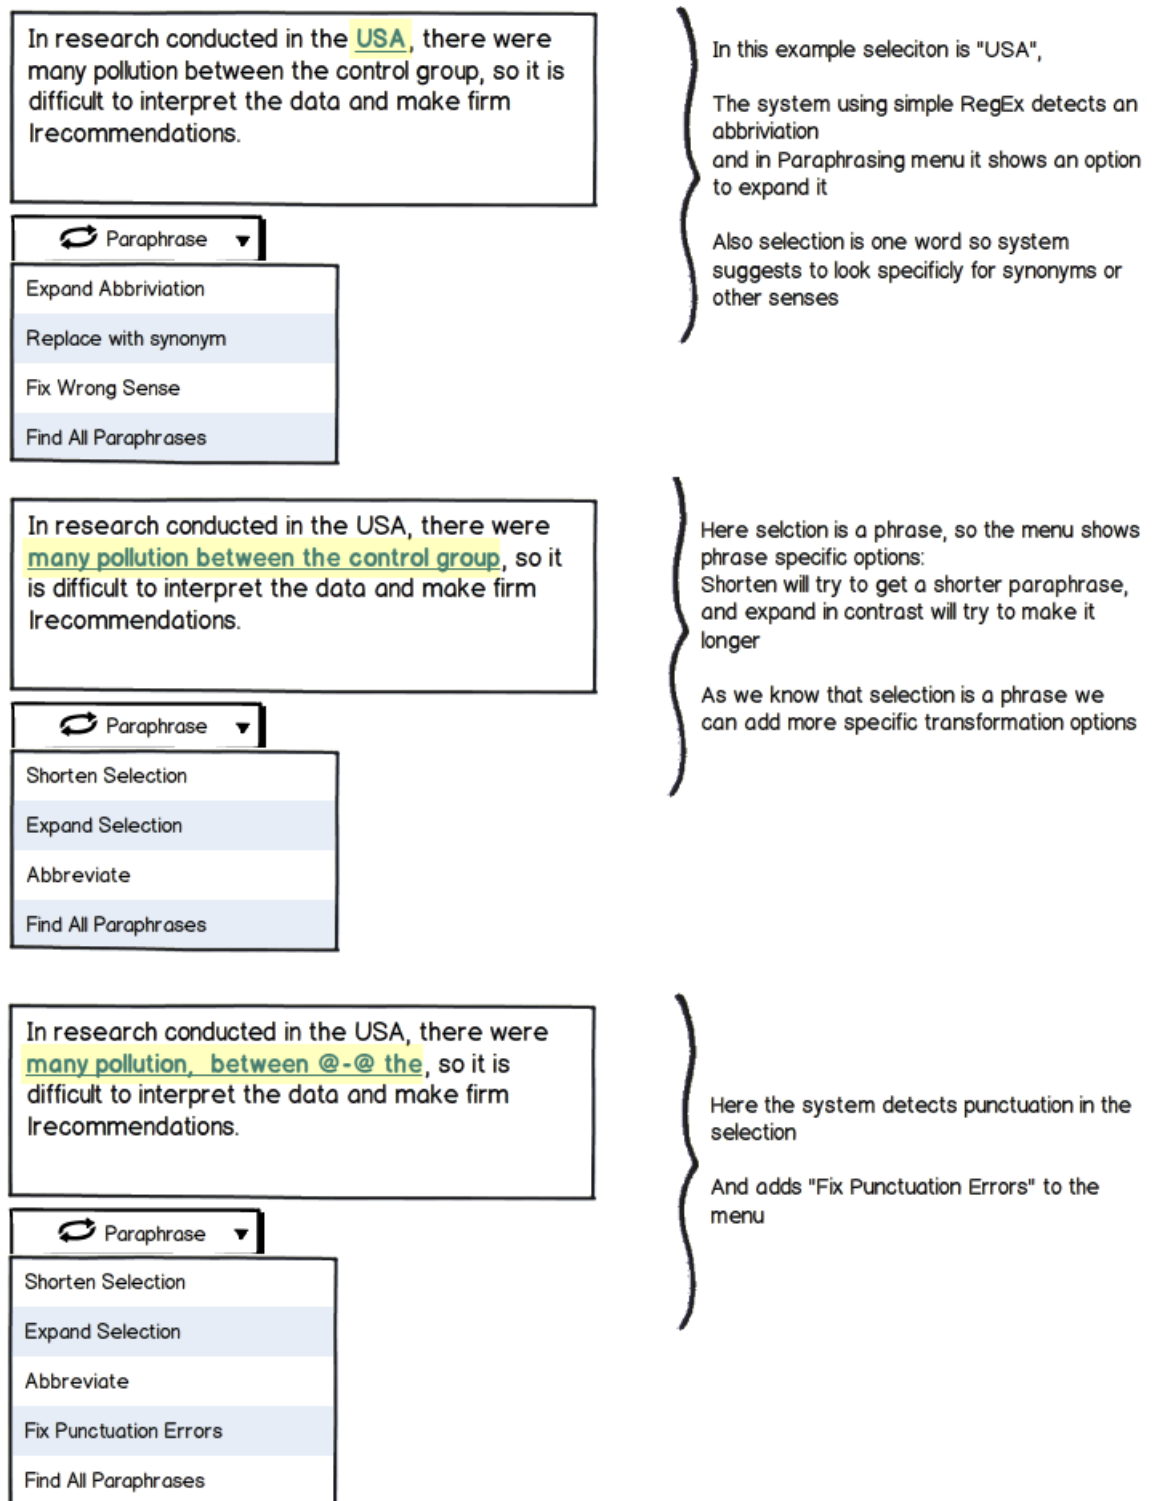 In research conducted in the USA, there were
many pollution between the control group, so it is
difficult to interpret the data and make firm
lrecommendations.
Paraphrase
Expand Abbriviation
Replace with synonym
Fix Wrong Sense
Find All Paraphrases
In this example seleciton is "USA",
The system using simple RegEx detects an
abbriviation
and in Paraphrasing menu it shows an option
to expand it
Also selection is one word so system
suggests to look specificly for synonyms or
other senses
In research conducted in the USA, there were
many pollution between the control group, so it
is difficult to interpret the data and make firm
lrecommendations.
Paraphrase
Shorten Selection
Expand Selection
Abbreviate
Find All Paraphrases
Here selction is a phrase, so the menu shows
phrase specific options:
Shorten will try to get a shorter paraphrase,
and expand in contrast will try to make it
longer
As we know that selection is a phrase we
can add more specific transformation options
In research conducted in the USA, there were
many pollution, between @-@ the, so it is
difficult to interpret the data and make firm
lrecommendations.
Paraphrase
Shorten Selection
Expand Selection
Abbreviate
Fix Punctuation Errors
Find All Paraphrases
Here the system detects punctuation in the
selection
And adds "Fix Punctuation Errors" to the
menu